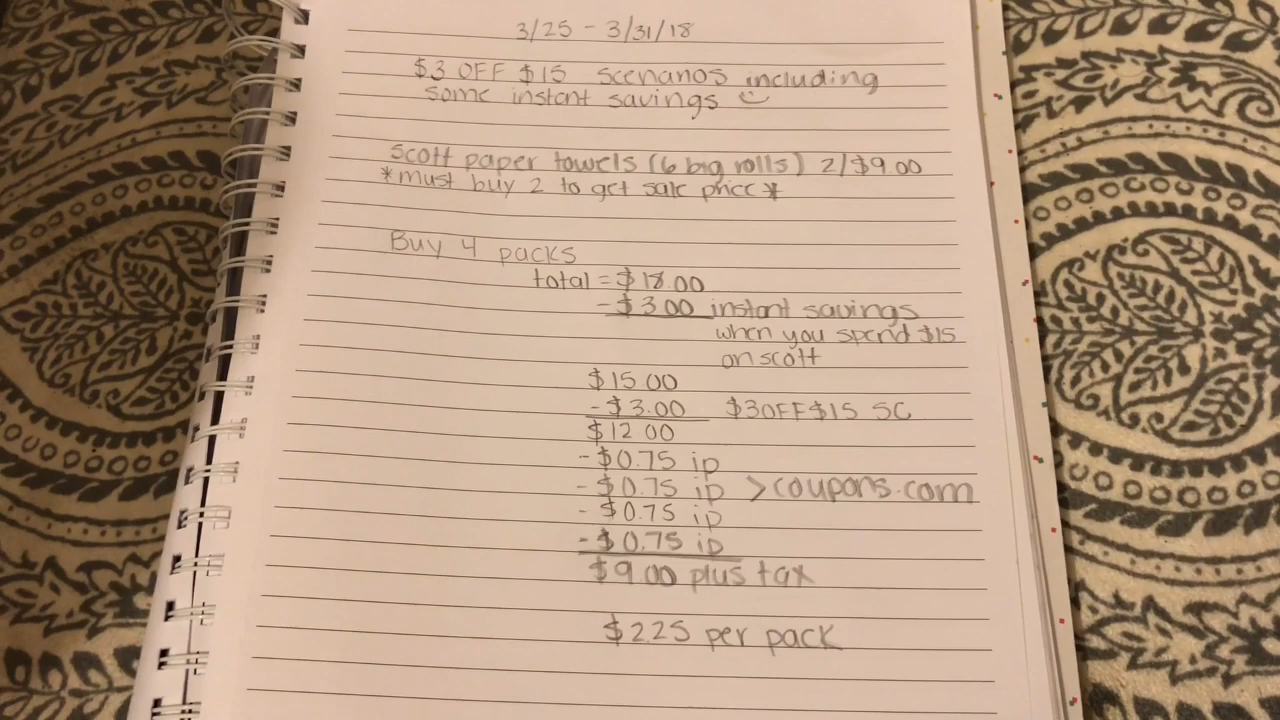 3/25 - 3/31/18
$3 OFF $15 scenarios including
some instant savings
scott paper towels (6 big rolls) 2/$9.00
*must buy 2 to get sale price*
Buy 4 packs
total = $18.00
- $3.00 instant savings
when you spend $15
on scott
$15.00
- $3.00 $3OFF$15 SC
$12.00
- $0.75 ip
- $0.75 ip >coupons.com
- $0.75 ip
- $0.75 ip
$9.00 plus tax
$2.25 per pack